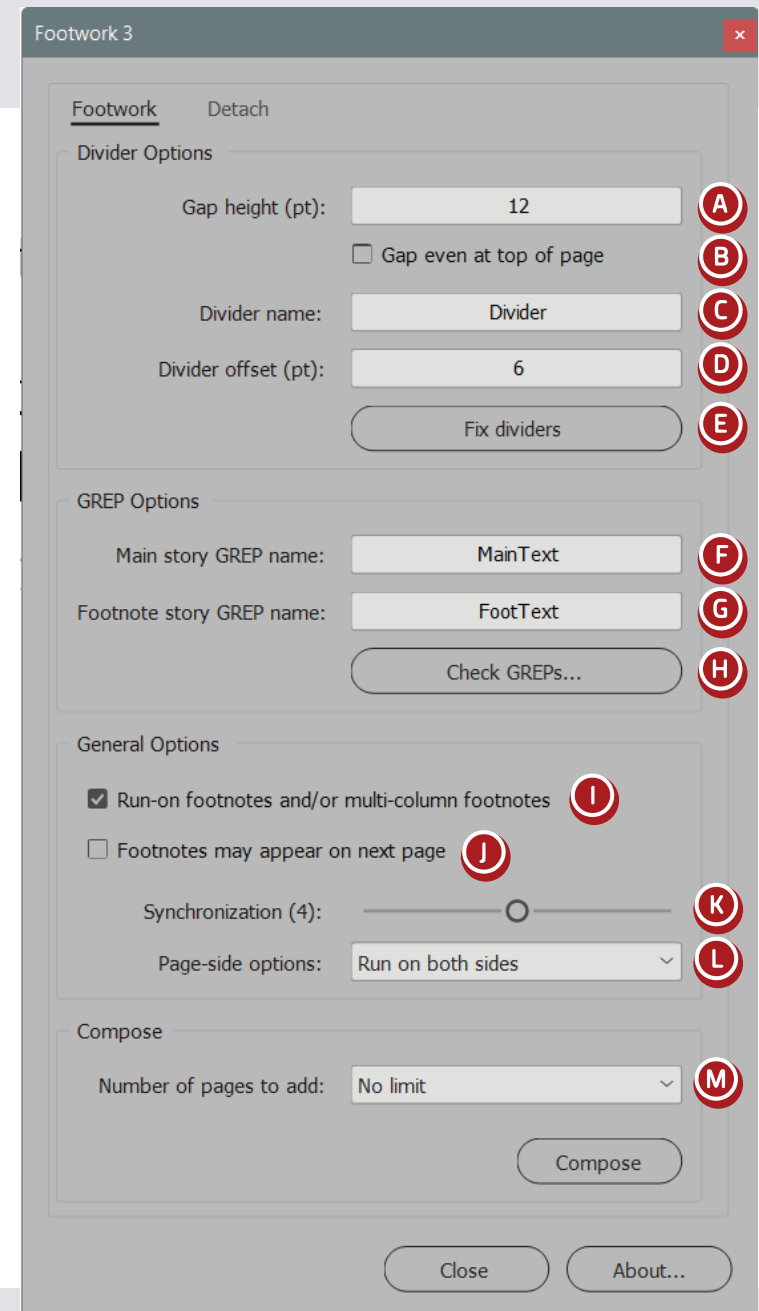 Footwork 3 ×
Footwork Detach
Divider Options
Gap height (pt): 12 A
Gap even at top of page B
Divider name: Divider C
Divider offset (pt): 6 D
Fix dividers E
GREP Options
Main story GREP name: MainText F
Footnote story GREP name: FootText G
Check GREPs... H
General Options
Run-on footnotes and/or multi-column footnotes I
Footnotes may appear on next page J
Synchronization (4): K
Page-side options: Run on both sides L
Compose
Number of pages to add: No limit M
Compose
Close About...